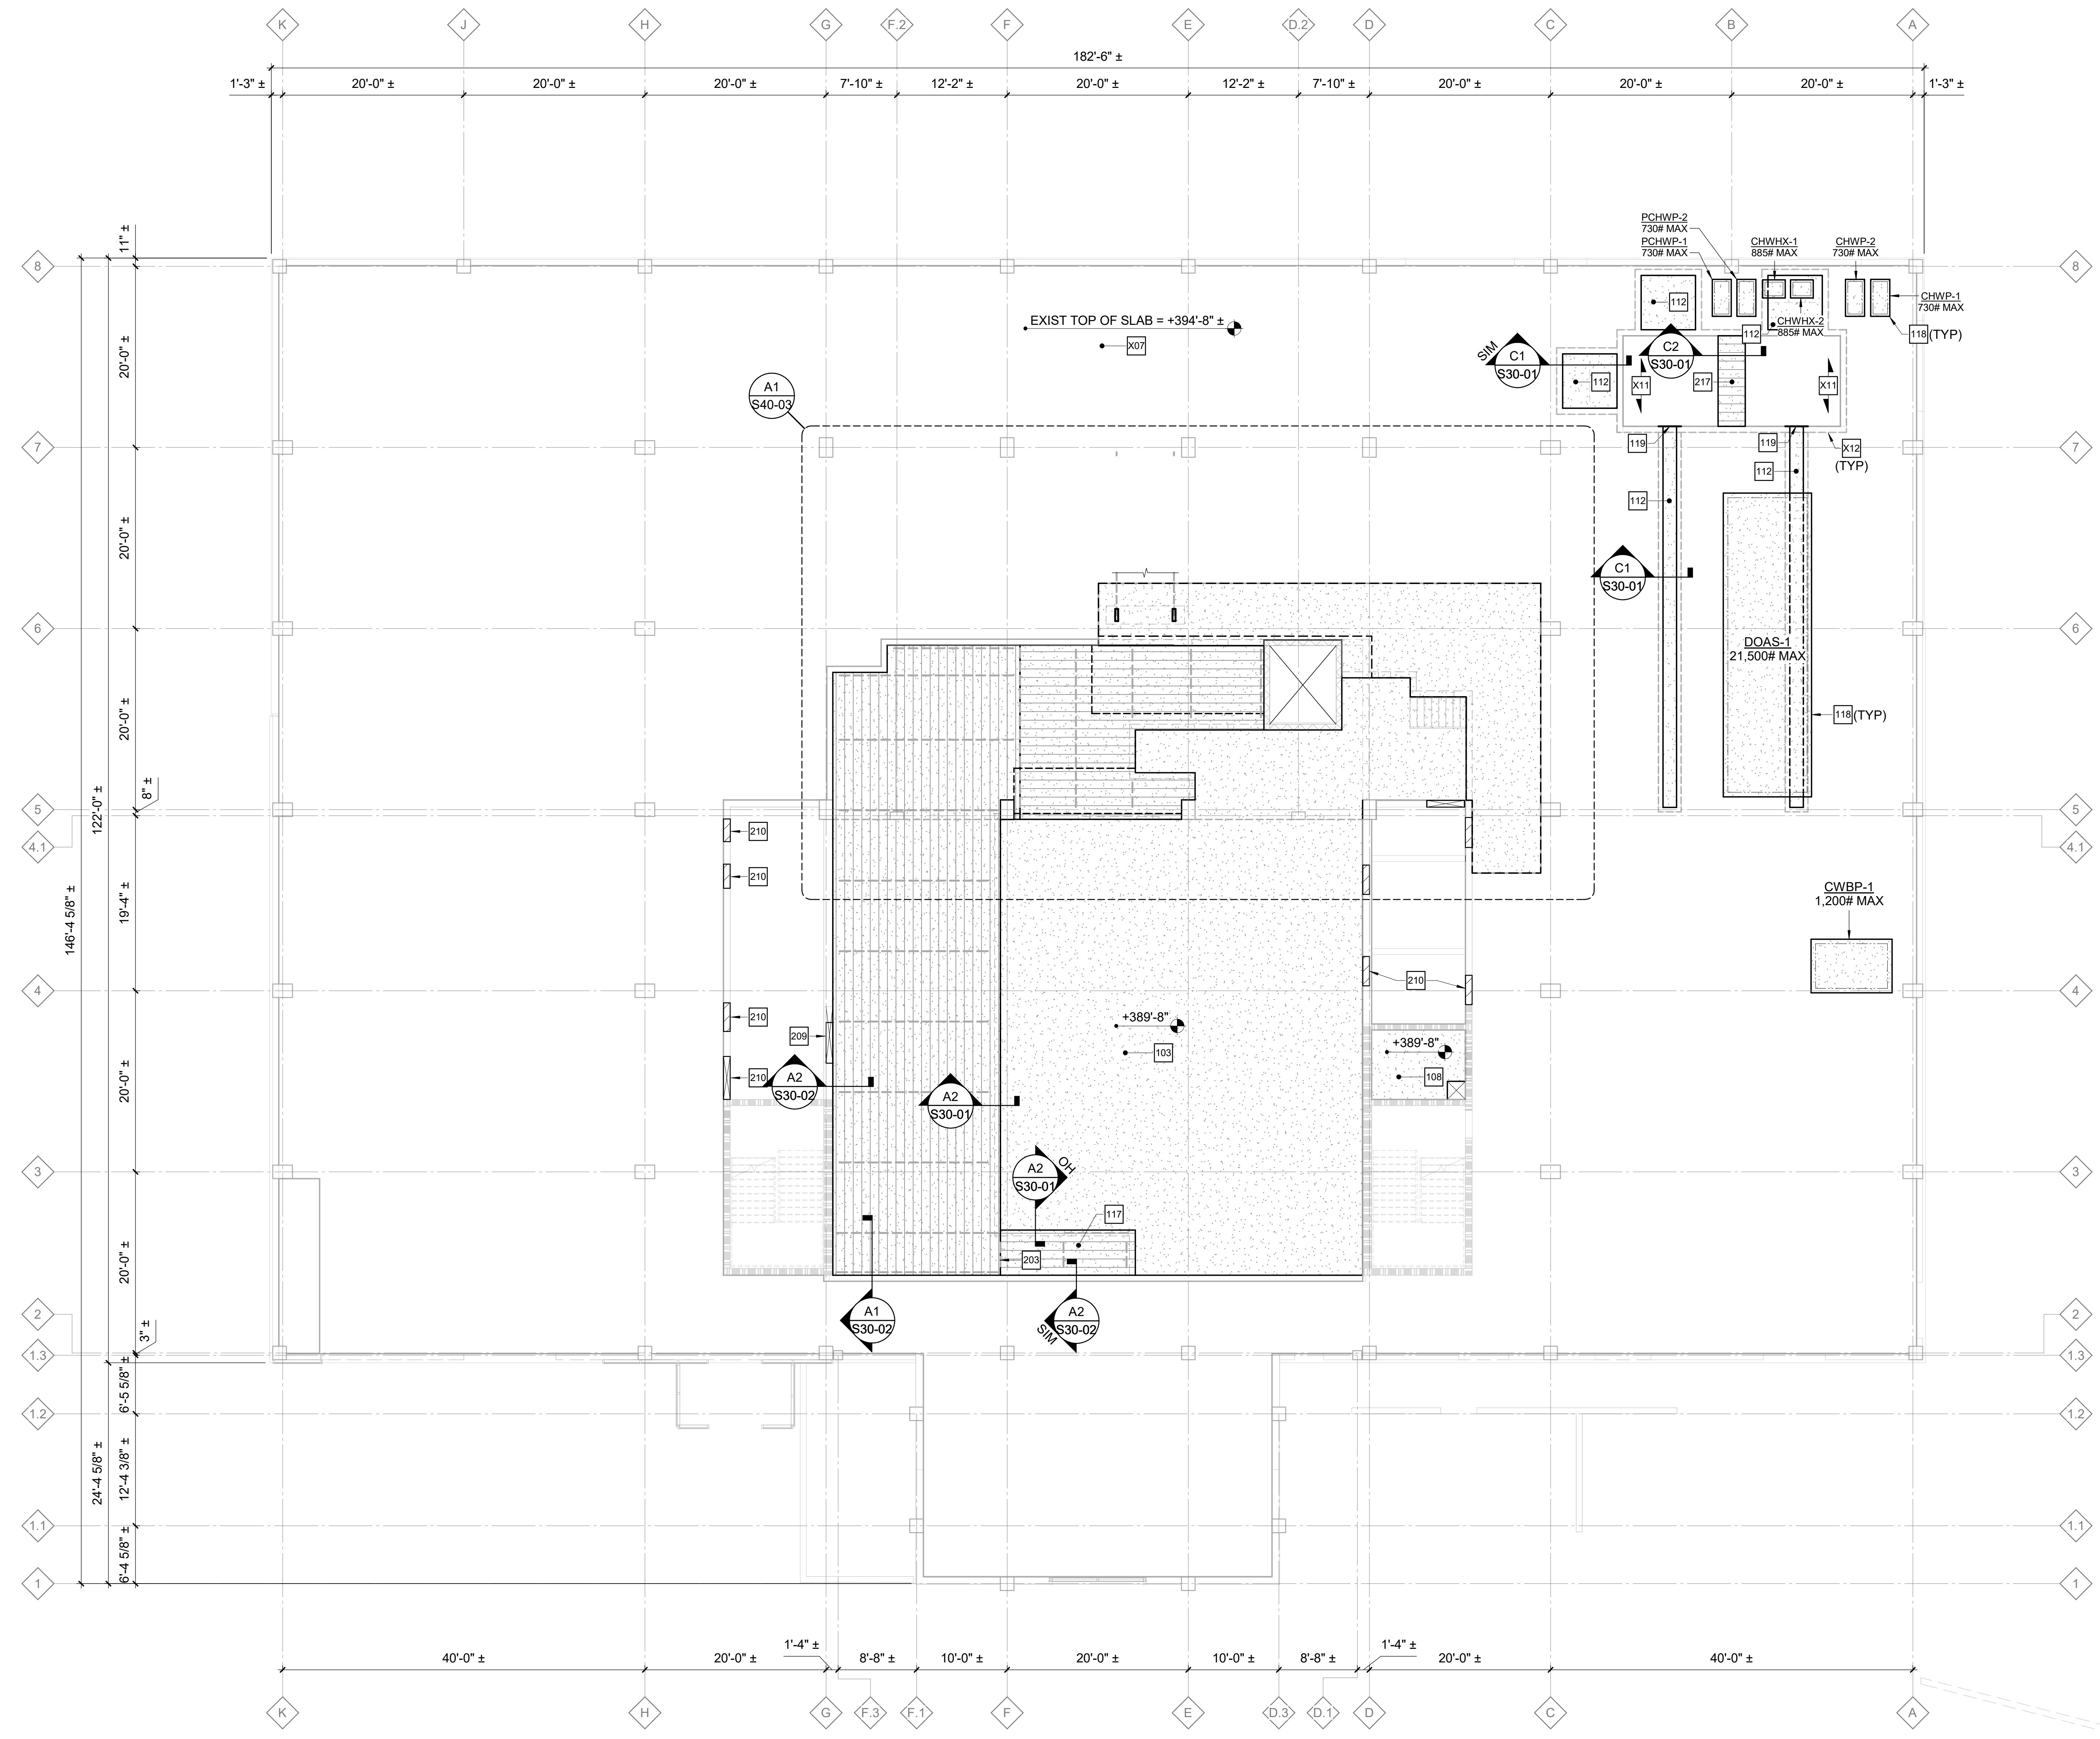 K J H G F.2 F E D.2 D C B A
182'-6" ±
1'-3" ± 20'-0" ± 20'-0" ± 20'-0" ± 7'-10" ± 12'-2" ± 20'-0" ± 12'-2" ± 7'-10" ± 20'-0" ± 20'-0" ± 20'-0" ± 1'-3" ±
PCHWP-2
730# MAX
PCHWP-1
730# MAX
CHWHX-1
885# MAX
CHWP-2
730# MAX
11" ±
8
8
CHWP-1
730# MAX
112
EXIST TOP OF SLAB = +394'-8" ±
CHWHX-2
885# MAX
112
118 (TYP)
X07
SIM
C1
S30-01
C2
S30-01
20'-0" ±
112
X11
217
X11
A1
S40-03
7
119
119
X12
(TYP)
7
112
112
20'-0" ±
C1
S30-01
6
6
DOAS-1
21,500# MAX
118 (TYP)
20'-0" ±
8" ±
122'-0" ±
5
5
210
4.1
4.1
210
CWBP-1
1,200# MAX
19'-4" ±
146'-4 5/8" ±
210
4
4
210
+389'-8"
209
103
+389'-8"
108
210
A2
S30-02
A2
S30-01
20'-0" ±
3
3
A2
S30-01
OH
117
203
20'-0" ±
2
2
A1
S30-02
A2
S30-02
SIM
3" ±
1.3
1.3
6'-5 5/8" ±
1.2
1.2
24'-4 5/8" ±
12'-4 3/8" ±
1.1
1.1
6'-4 5/8" ±
1
1
40'-0" ± 20'-0" ± 1'-4" ± 8'-8" ± 10'-0" ± 20'-0" ± 10'-0" ± 8'-8" ± 1'-4" ± 20'-0" ± 40'-0" ±
K H G F.3 F.1 F E D.3 D.1 D C A